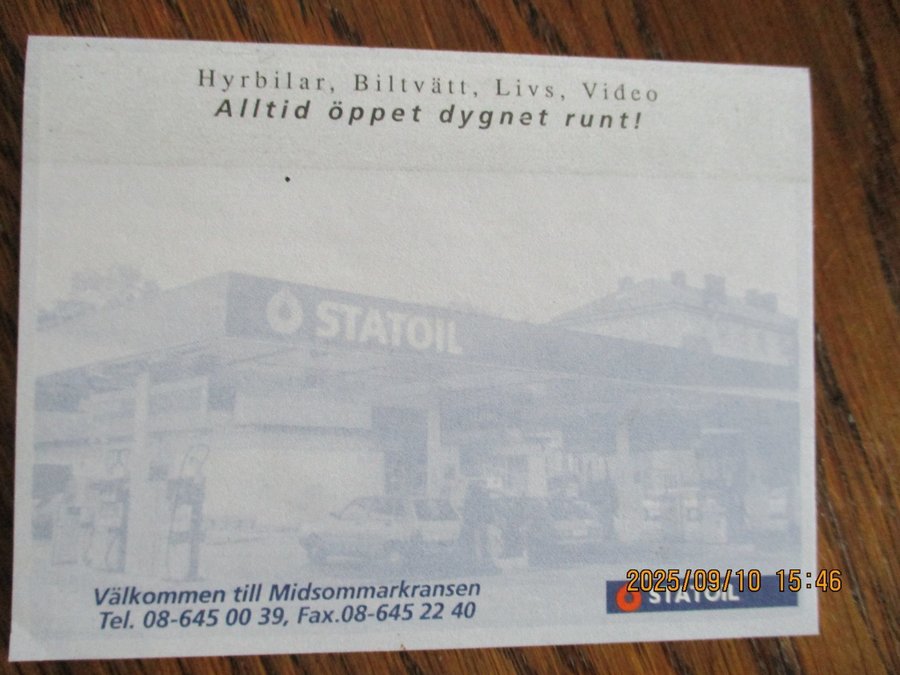 Hyrbilar, Biltvätt, Livs, Video
Alltid öppet dygnet runt!
STATOIL
Välkommen till Midsommarkransen
Tel. 08-645 00 39, Fax.08-645 22 40
STATOIL
2025/09/10 15:46